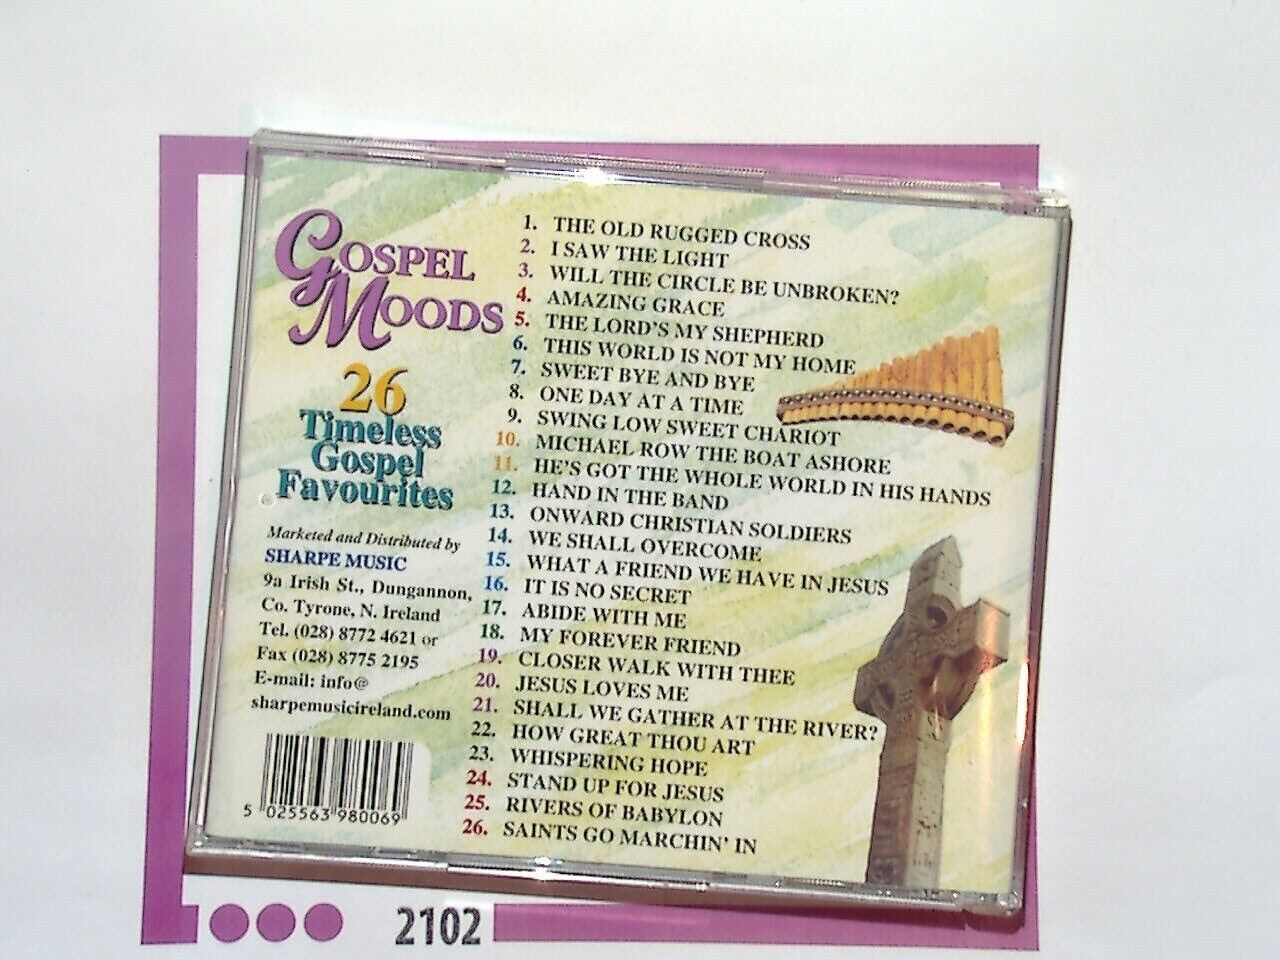 GOSPEL
MOODS
26
Timeless
Gospel
Favourites
Marketed and Distributed by
SHARPE MUSIC
9a Irish St., Dungannon,
Co. Tyrone, N. Ireland
Tel. (028) 8772 4621 or
Fax (028) 8775 2195
E-mail: info@
sharpemusicireland.com
5 025563 980069
1. THE OLD RUGGED CROSS
2. I SAW THE LIGHT
3. WILL THE CIRCLE BE UNBROKEN?
4. AMAZING GRACE
5. THE LORD'S MY SHEPHERD
6. THIS WORLD IS NOT MY HOME
7. SWEET BYE AND BYE
8. ONE DAY AT A TIME
9. SWING LOW SWEET CHARIOT
10. MICHAEL ROW THE BOAT ASHORE
11. HE'S GOT THE WHOLE WORLD IN HIS HANDS
12. HAND IN THE BAND
13. ONWARD CHRISTIAN SOLDIERS
14. WE SHALL OVERCOME
15. WHAT A FRIEND WE HAVE IN JESUS
16. IT IS NO SECRET
17. ABIDE WITH ME
18. MY FOREVER FRIEND
19. CLOSER WALK WITH THEE
20. JESUS LOVES ME
21. SHALL WE GATHER AT THE RIVER?
22. HOW GREAT THOU ART
23. WHISPERING HOPE
24. STAND UP FOR JESUS
25. RIVERS OF BABYLON
26. SAINTS GO MARCHIN' IN
2102